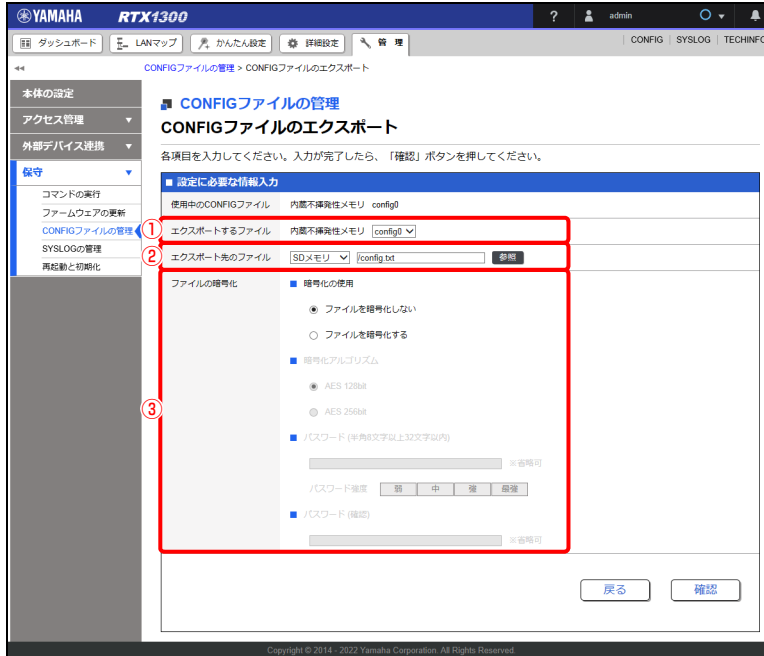 YAMAHA RTX1300 ? admin
ダッシュボード LANマップ かんたん設定 詳細設定 管理 CONFIG SYSLOG TECHINFO
CONFIGファイルの管理 > CONFIGファイルのエクスポート
本体の設定
アクセス管理
外部デバイス連携
保守
コマンドの実行
ファームウェアの更新
CONFIGファイルの管理
SYSLOGの管理
再起動と初期化
CONFIGファイルの管理
CONFIGファイルのエクスポート
各項目を入力してください。入力が完了したら、「確認」ボタンを押してください。
設定に必要な情報入力
使用中のCONFIGファイル 内蔵不揮発性メモリ config0
① エクスポートするファイル 内蔵不揮発性メモリ config0
② エクスポート先のファイル SDメモリ /config.txt 参照
③
ファイルの暗号化 暗号化の使用
ファイルを暗号化しない
ファイルを暗号化する
暗号化アルゴリズム
AES 128bit
AES 256bit
パスワード (半角8文字以上32文字以内)
※省略可
パスワード強度 弱 中 強 最強
パスワード (確認)
※省略可
戻る 確認
Copyright © 2014 - 2022 Yamaha Corporation. All Rights Reserved.